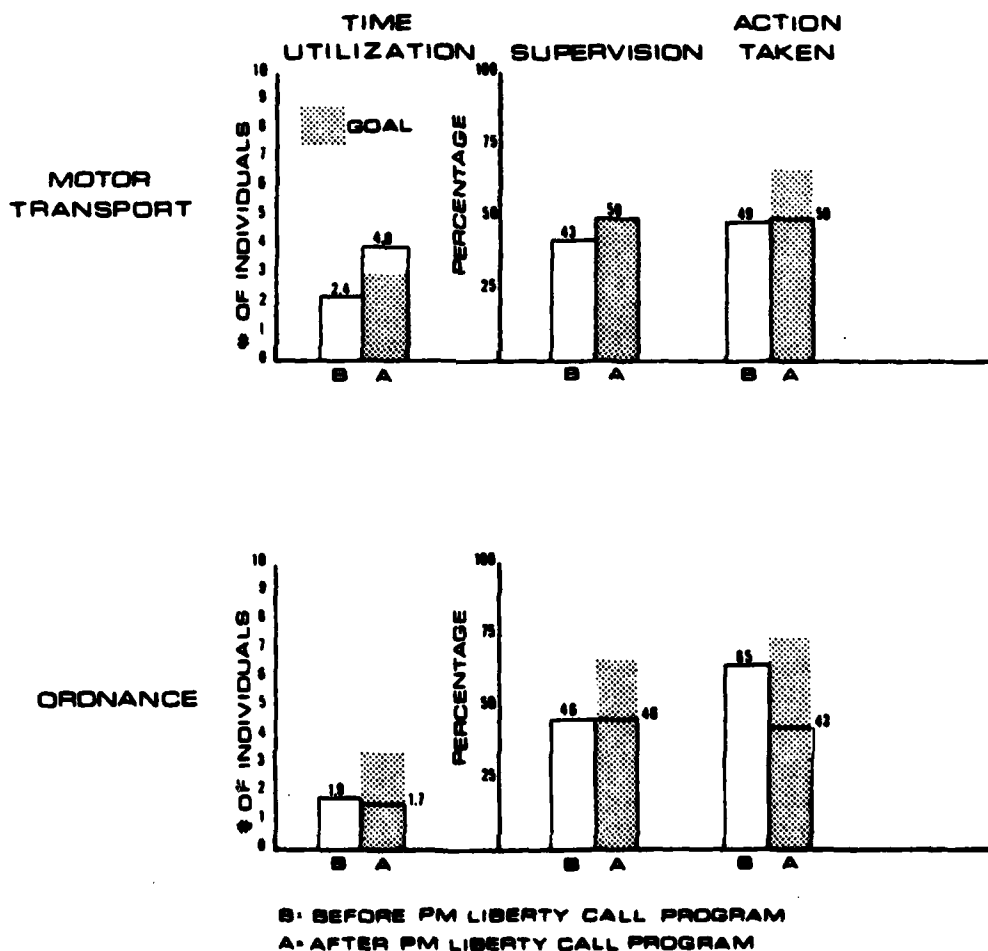 TIME UTILIZATION
SUPERVISION
ACTION TAKEN
MOTOR TRANSPORT
# OF INDIVIDUALS
10
9
8
7
6
5
4
3
2
1
0
GOAL
2.4
4.0
B A
PERCENTAGE
100
75
50
25
43
50
B A
49
50
B A
ORDNANCE
# OF INDIVIDUALS
10
9
8
7
6
5
4
3
2
1
0
1.9
1.7
B A
PERCENTAGE
100
75
50
25
46
46
B A
65
43
B A
B: BEFORE PM LIBERTY CALL PROGRAM
A: AFTER PM LIBERTY CALL PROGRAM